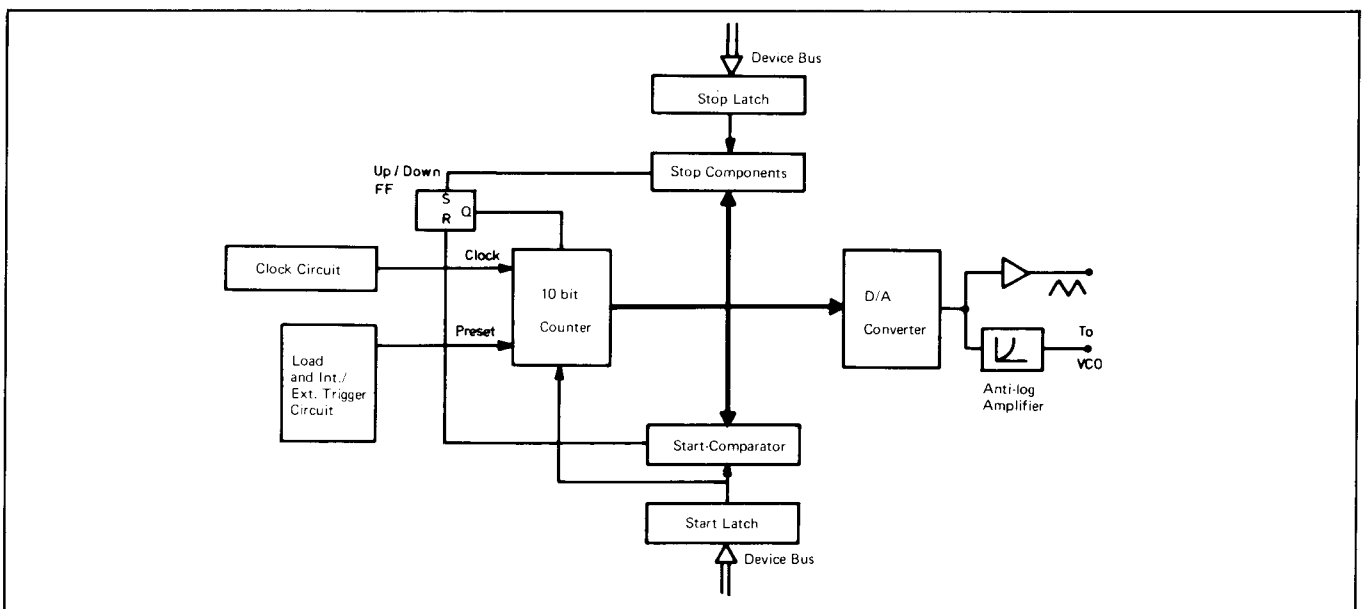 Device Bus
Stop Latch
Stop Components
Up / Down
FF
S
R
Q
Clock Circuit
Clock
10 bit
Counter
Preset
Load
and Int./
Ext. Trigger
Circuit
D/A
Converter
To
VCO
Anti-log
Amplifier
Start-Comparator
Start Latch
Device Bus